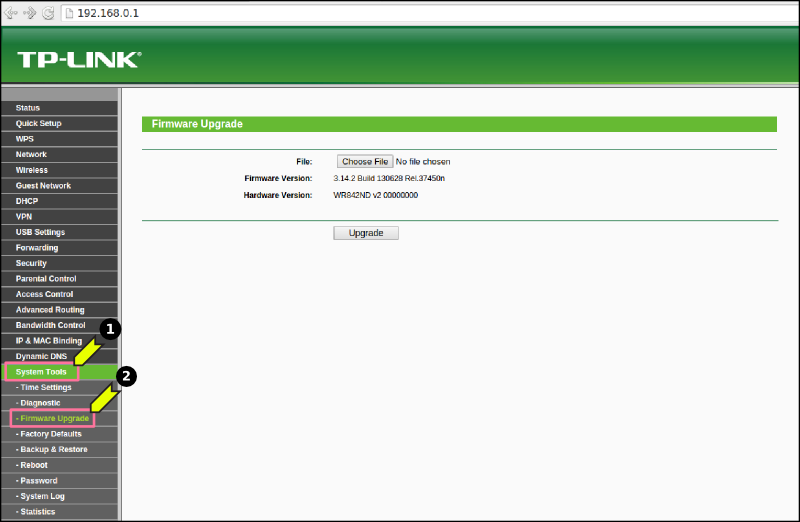 192.168.0.1
TP-LINK®
Status
Quick Setup
WPS
Network
Wireless
Guest Network
DHCP
VPN
USB Settings
Forwarding
Security
Parental Control
Access Control
Advanced Routing
Bandwidth Control
1
IP & MAC Binding
Dynamic DNS
System Tools
2
- Time Settings
- Diagnostic
- Firmware Upgrade
- Factory Defaults
- Backup & Restore
- Reboot
- Password
- System Log
- Statistics
Firmware Upgrade
File: Choose File No file chosen
Firmware Version: 3.14.2 Build 130628 Rel.37450n
Hardware Version: WR842ND v2 00000000
Upgrade